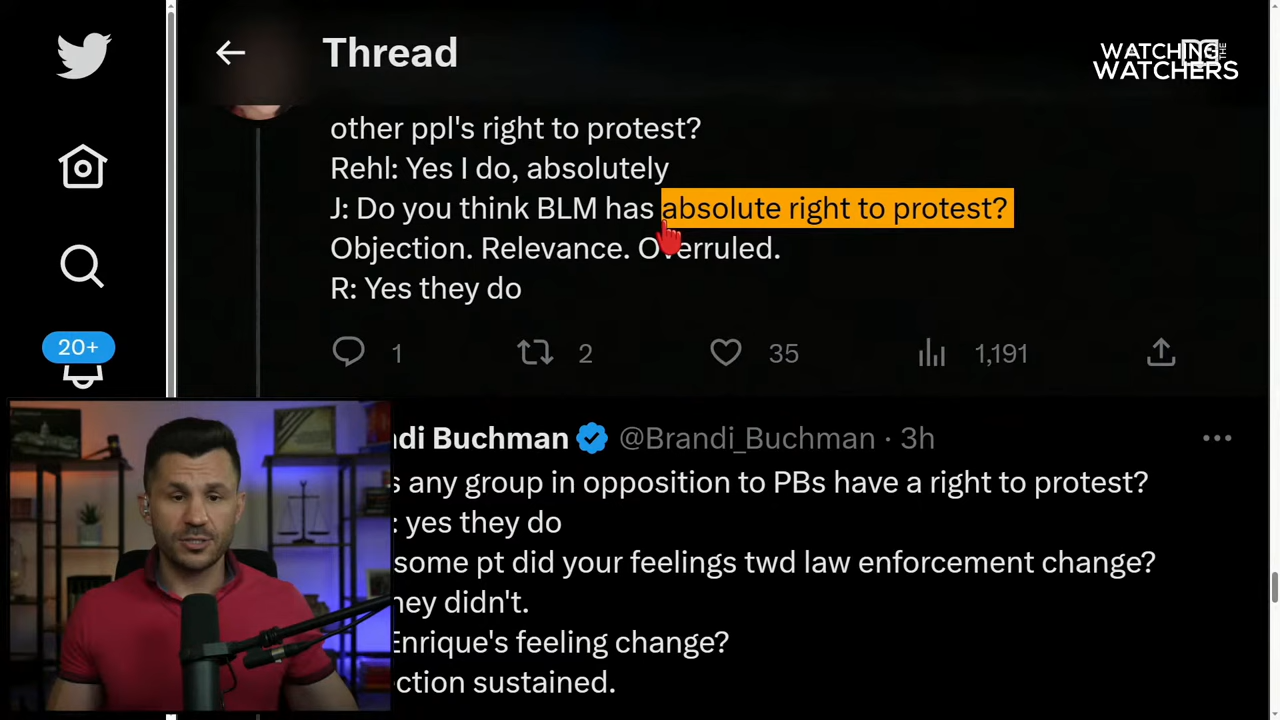 Thread
WATCHING THE
WATCHERS
other ppl's right to protest?
Rehl: Yes I do, absolutely
J: Do you think BLM has absolute right to protest?
Objection. Relevance. Overruled.
R: Yes they do
1
2
35
1,191
20+
ndi Buchman @Brandi_Buchman · 3h
s any group in opposition to PBs have a right to protest?
: yes they do
some pt did your feelings twd law enforcement change?
hey didn't.
Enrique's feeling change?
ction sustained.